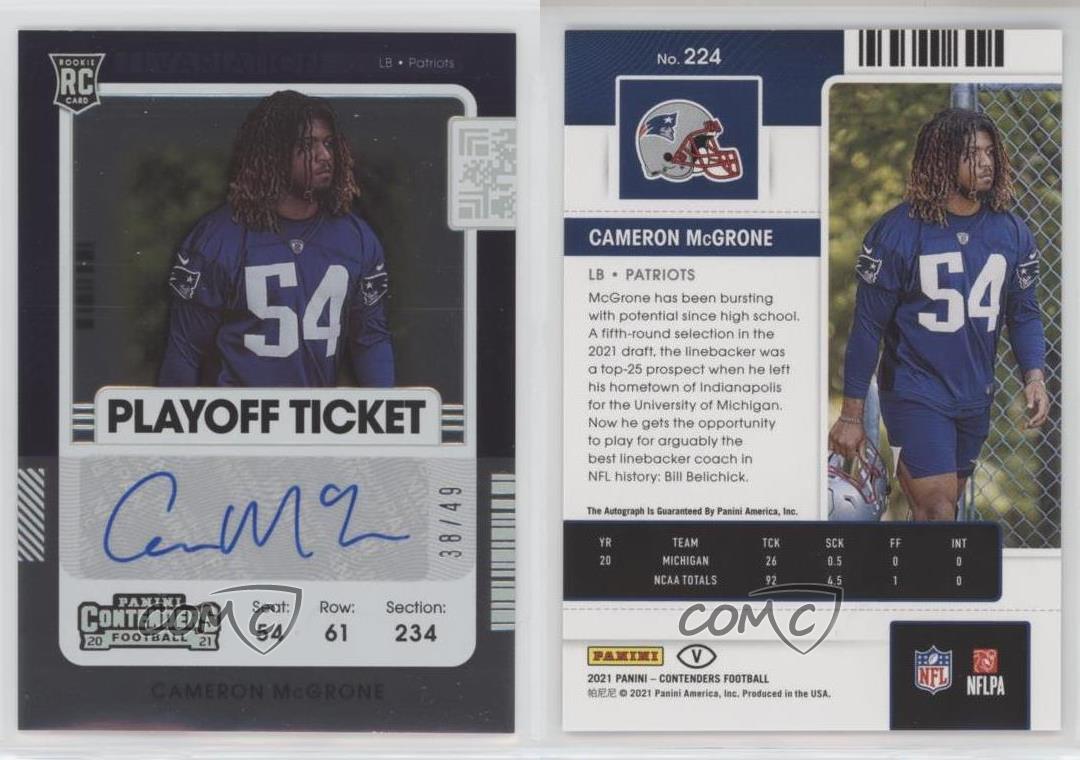 ROOKIE
RC
CARD
LB • Patriots
54
PLAYOFF TICKET
38/49
PANINI
CONTENDERS
20 FOOTBALL 21
Seat: Row: Section:
54 61 234
COMC
CAMERON McGRONE
No. 224
CAMERON McGRONE
LB • PATRIOTS
McGrone has been bursting
with potential since high school.
A fifth-round selection in the
2021 draft, the linebacker was
a top-25 prospect when he left
his hometown of Indianapolis
for the University of Michigan.
Now he gets the opportunity
to play for arguably the
best linebacker coach in
NFL history: Bill Belichick.
54
The Autograph Is Guaranteed By Panini America, Inc.
YR TEAM TCK SCK FF INT
20 MICHIGAN 26 0.5 0 0
NCAA TOTALS 92 4.5 1 0
COMC
PANINI V
2021 PANINI – CONTENDERS FOOTBALL
帕尼尼 © 2021 Panini America, Inc. Produced in the USA.
NFL
NFLPA